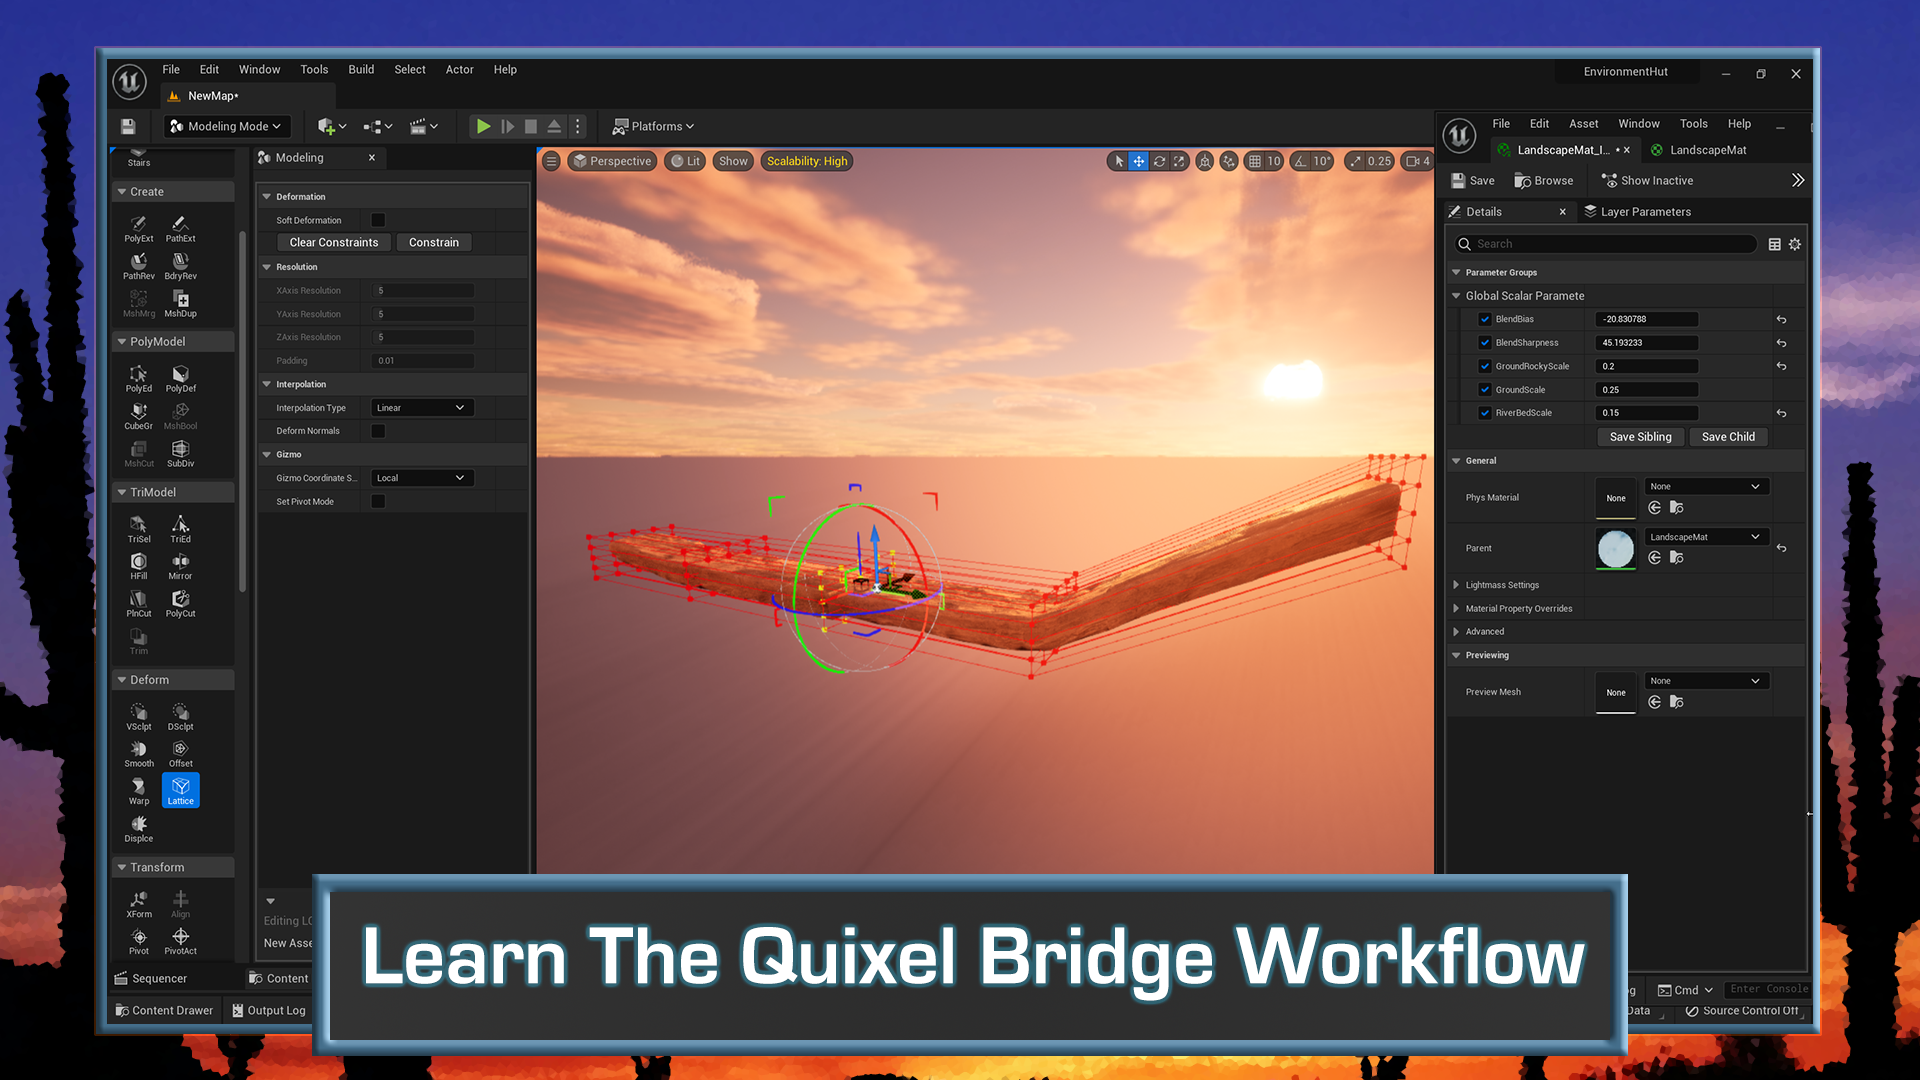 File Edit Window Tools Build Select Actor Help
EnvironmentHut
NewMap*
Modeling Mode
Platforms
Stairs
Create
PolyExt PathExt
PathRev BdryRev
MshMrg MshDup
PolyModel
PolyEd PolyDef
CubeGr MshBool
MshCut SubDiv
TriModel
TriSel TriEd
HFill Mirror
PlnCut PolyCut
Trim
Deform
VSclpt DSclpt
Smooth Offset
Warp Lattice
Displce
Transform
XForm Align
Pivot PivotAct
Modeling
Deformation
Soft Deformation
Clear Constraints Constrain
Resolution
XAxis Resolution 5
YAxis Resolution 5
ZAxis Resolution 5
Padding 0.01
Interpolation
Interpolation Type Linear
Deform Normals
Gizmo
Gizmo Coordinate S... Local
Set Pivot Mode
Editing LO
New Asse
Perspective Lit Show Scalability: High
10 10° 0.25 4
File Edit Asset Window Tools Help
LandscapeMat_I... • LandscapeMat
Save Browse Show Inactive
Details Layer Parameters
Search
Parameter Groups
Global Scalar Paramete
BlendBias -20.830788
BlendSharpness 45.193233
GroundRockyScale 0.2
GroundScale 0.25
RiverBedScale 0.15
Save Sibling Save Child
General
Phys Material None None
Parent LandscapeMat
Lightmass Settings
Material Property Overrides
Advanced
Previewing
Preview Mesh None None
Learn The Quixel Bridge Workflow
Sequencer Content
og Cmd Enter Console
Content Drawer Output Log
Data Source Control Off